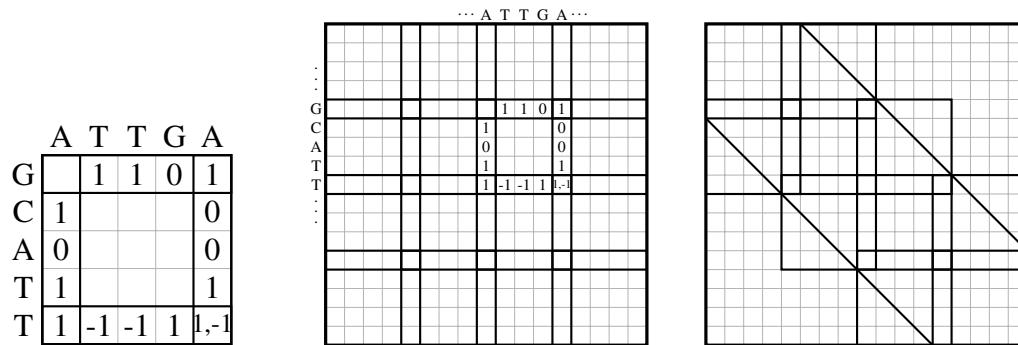 A T T G A
G 1 1 0 1
C 1 0
A 0 0
T 1 1
T 1 -1 -1 1 1,-1
··· A T T G A ···
⋮
G 1 1 0 1
C 1 0
A 0 0
T 1 1
T 1 -1 -1 1 1,-1
⋮